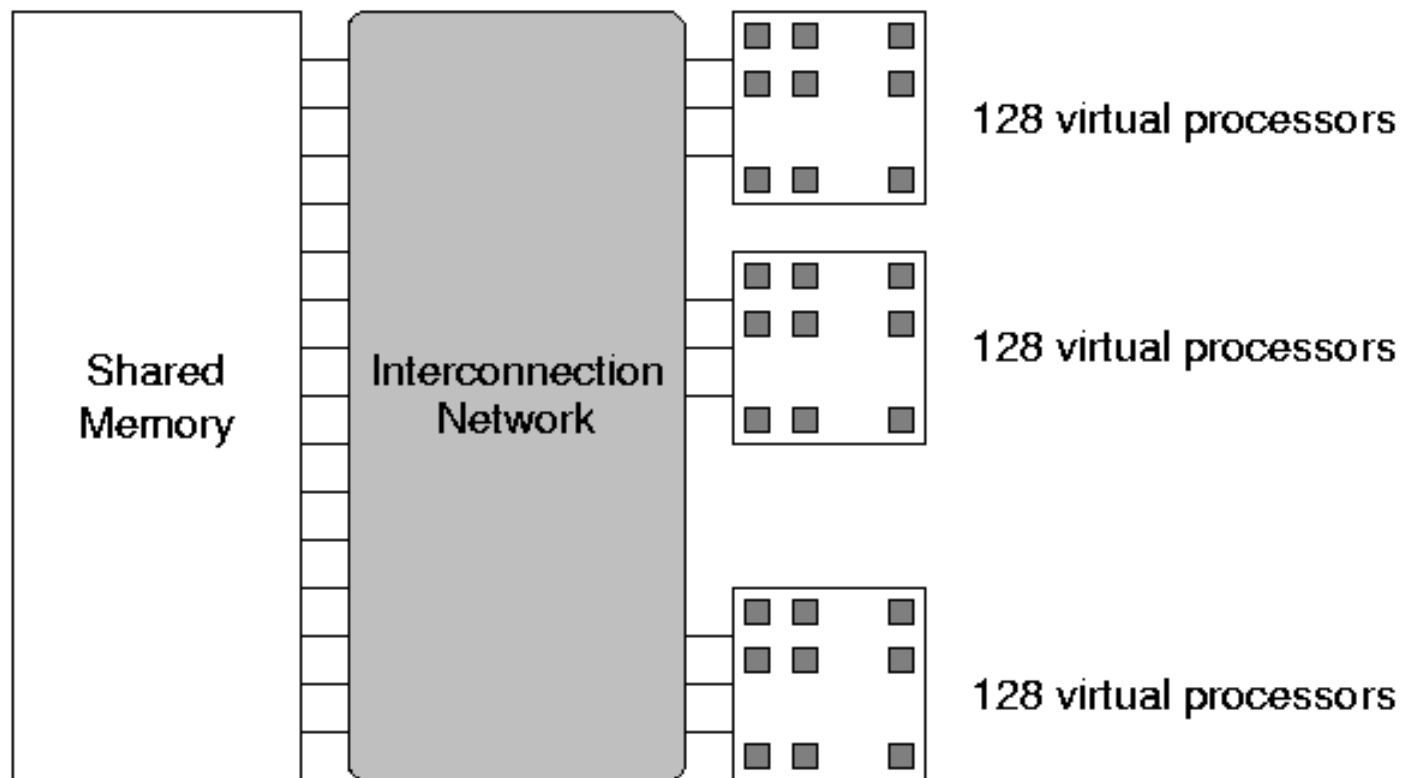 128 virtual processors
128 virtual processors
Shared
Memory
Interconnection
Network
128 virtual processors